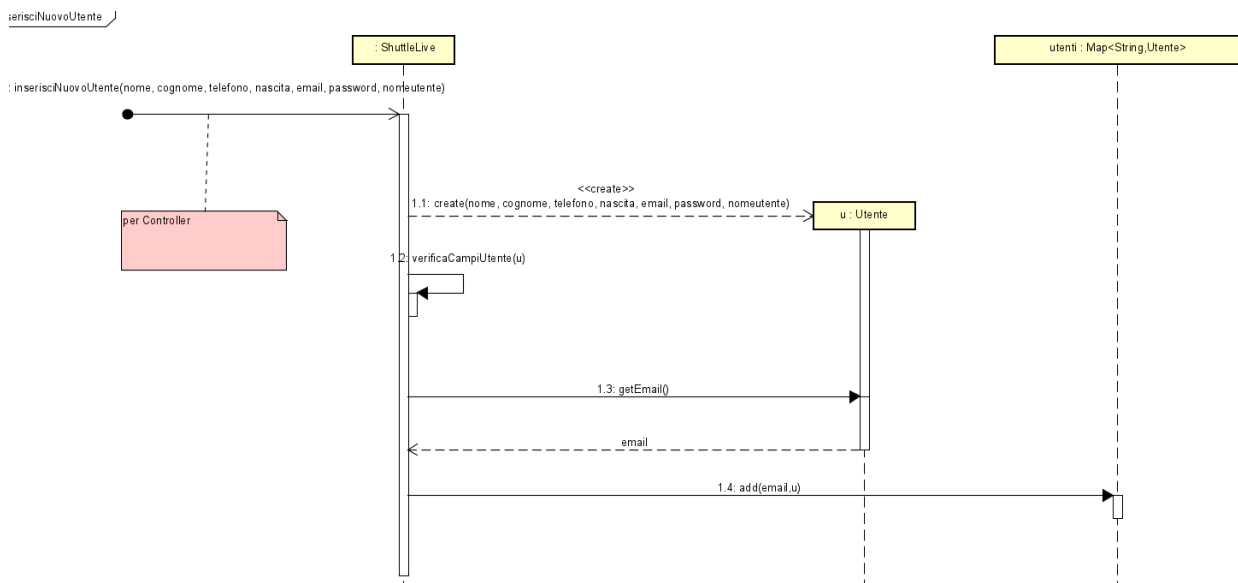 serisciNuovoUtente
: ShuttleLive
utenti : Map<String,Utente>
: inserisciNuovoUtente(nome, cognome, telefono, nascita, email, password, nomeutente)
<<create>>
1.1: create(nome, cognome, telefono, nascita, email, password, nomeutente)
u : Utente
per Controller
1.2: verificaCampiUtente(u)
1.3: getEmail()
email
1.4: add(email,u)